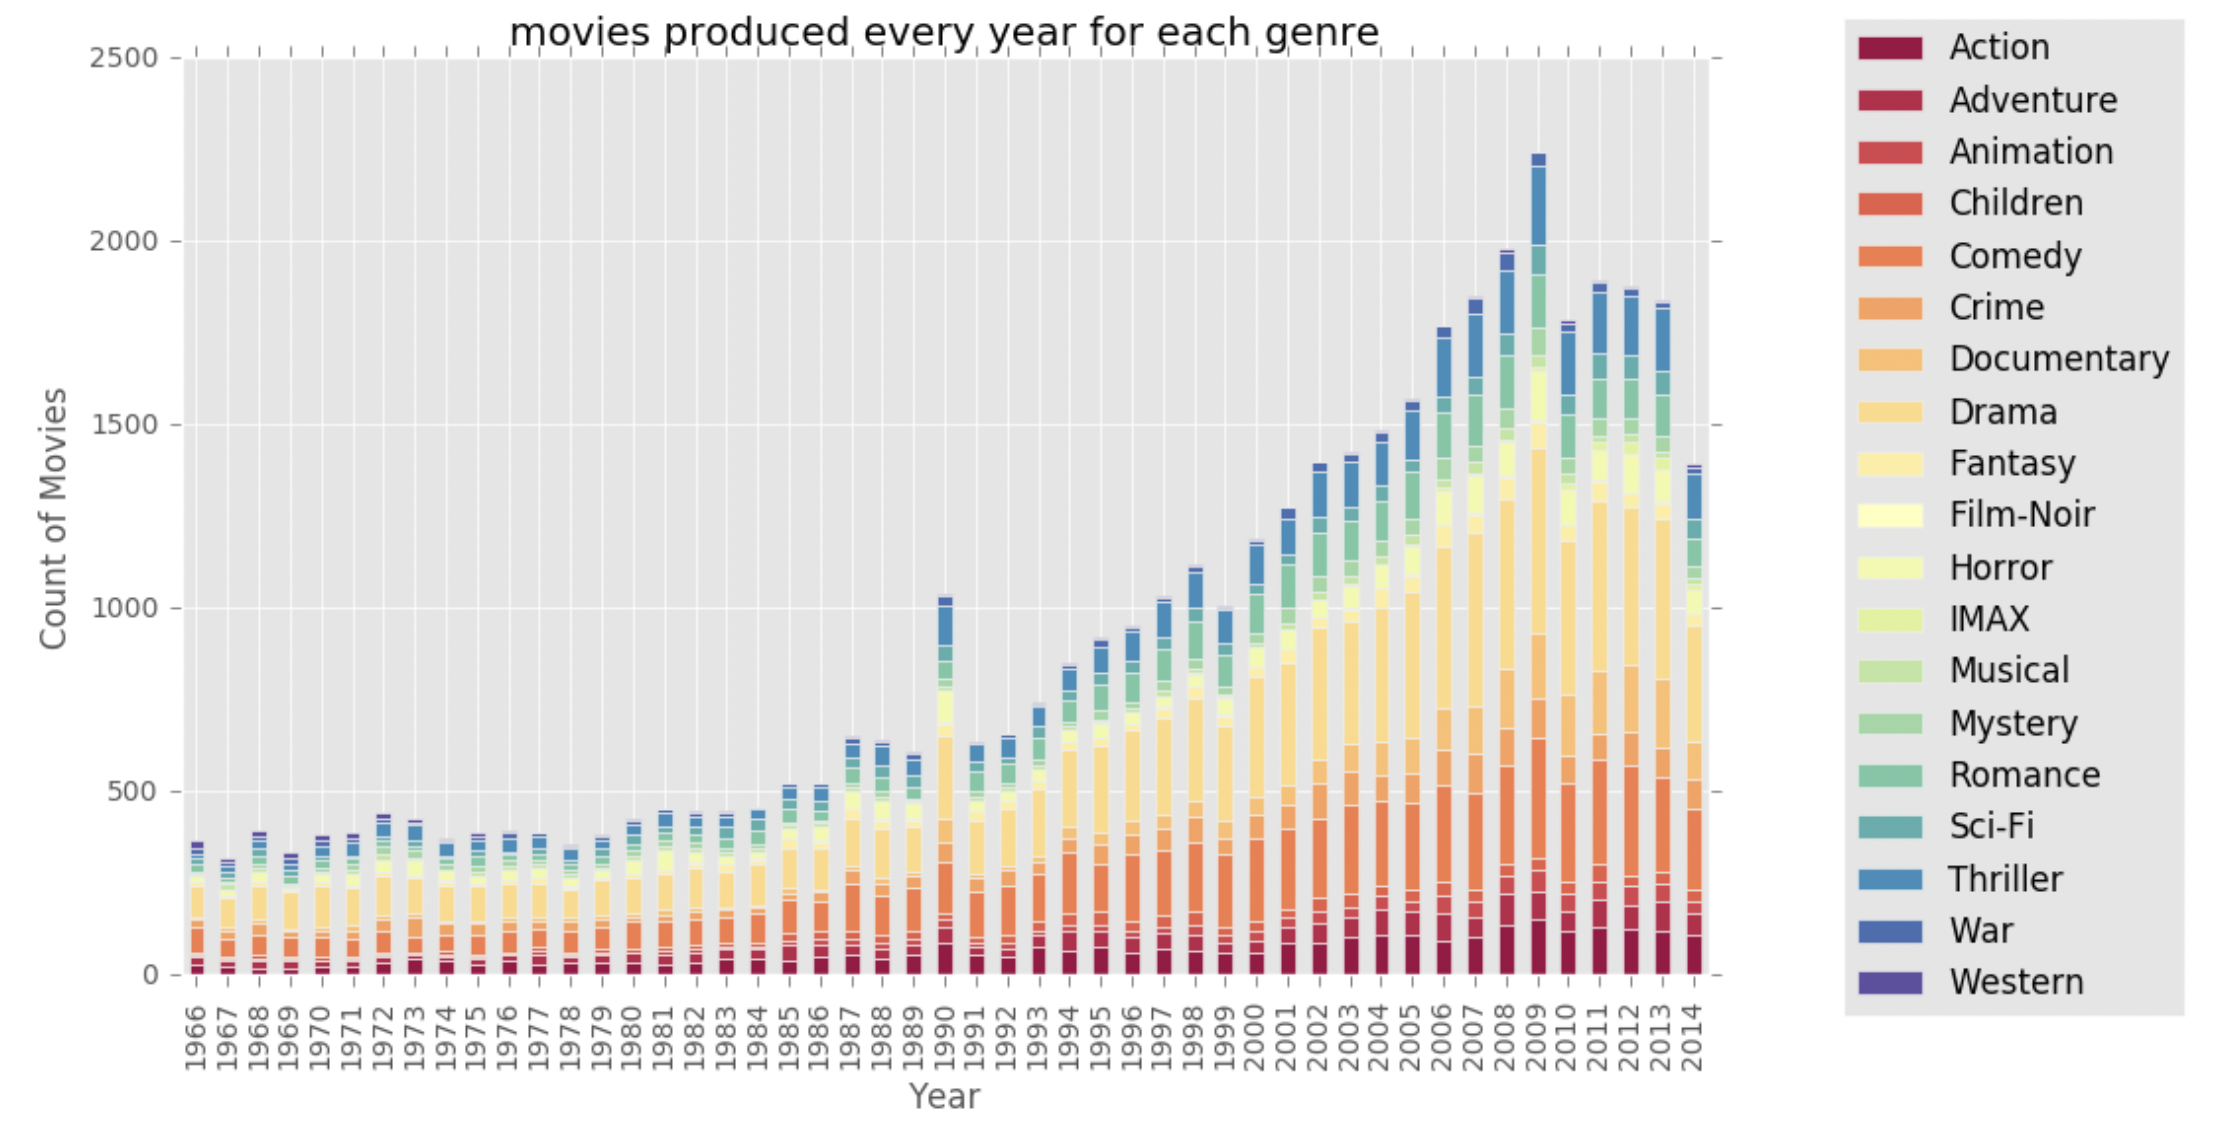 movies produced every year for each genre
2500
2000
1500
1000
500
0
Count of Movies
1966
1967
1968
1969
1970
1971
1972
1973
1974
1975
1976
1977
1978
1979
1980
1981
1982
1983
1984
1985
1986
1987
1988
1989
1990
1991
1992
1993
1994
1995
1996
1997
1998
1999
2000
2001
2002
2003
2004
2005
2006
2007
2008
2009
2010
2011
2012
2013
2014
Year
Action
Adventure
Animation
Children
Comedy
Crime
Documentary
Drama
Fantasy
Film-Noir
Horror
IMAX
Musical
Mystery
Romance
Sci-Fi
Thriller
War
Western